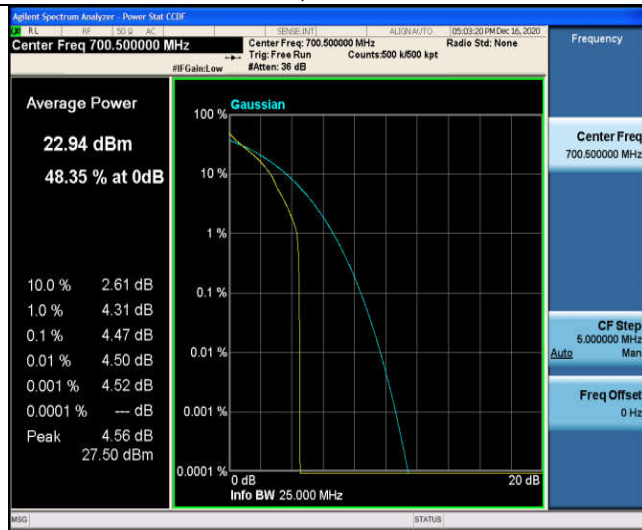 Agilent Spectrum Analyzer - Power Stat CCDF
RL RF 50 Ω AC SENSE:INT ALIGN AUTO 05:03:20 PM Dec 16, 2020
Center Freq 700.500000 MHz
Center Freq: 700.500000 MHz Radio Std: None
Trig: Free Run Counts:500 k/500 kpt
#IFGain:Low #Atten: 36 dB
Frequency
Average Power
22.94 dBm
48.35 % at 0dB
10.0 % 2.61 dB
1.0 % 4.31 dB
0.1 % 4.47 dB
0.01 % 4.50 dB
0.001 % 4.52 dB
0.0001 % --- dB
Peak 4.56 dB
27.50 dBm
Gaussian
100 %
10 %
1 %
0.1 %
0.01 %
0.001 %
0.0001 %
0 dB 20 dB
Info BW 25.000 MHz
Center Freq
700.500000 MHz
CF Step
5.000000 MHz
Auto Man
Freq Offset
0 Hz
MSG STATUS